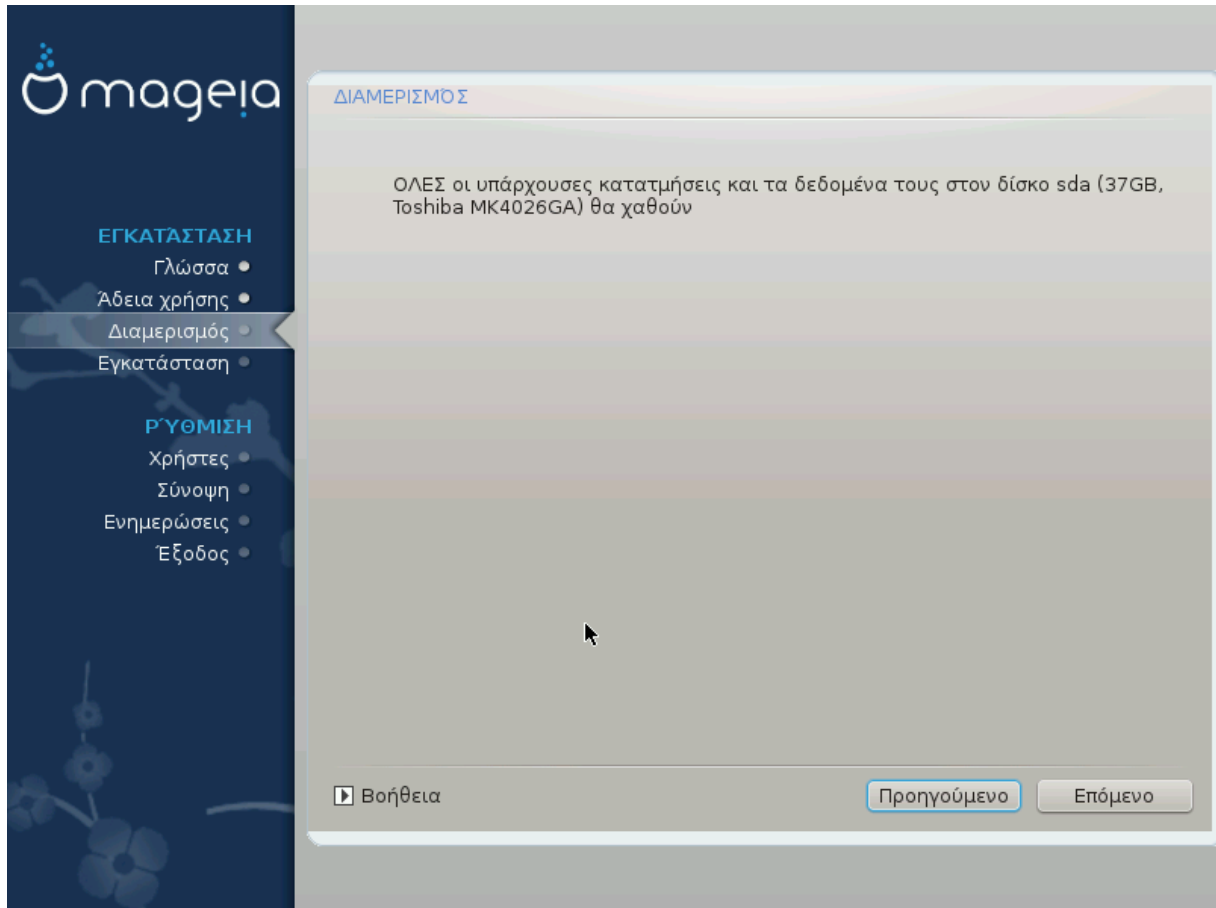 mageia
ΕΓΚΑΤΆΣΤΑΣΗ
Γλώσσα
Άδεια χρήσης
Διαμερισμός
Εγκατάσταση
ΡΎΘΜΙΣΗ
Χρήστες
Σύνοψη
Ενημερώσεις
Έξοδος
ΔΙΑΜΕΡΙΣΜΌΣ
ΟΛΕΣ οι υπάρχουσες κατατμήσεις και τα δεδομένα τους στον δίσκο sda (37GB,
Toshiba MK4026GA) θα χαθούν
Βοήθεια
Προηγούμενο
Επόμενο